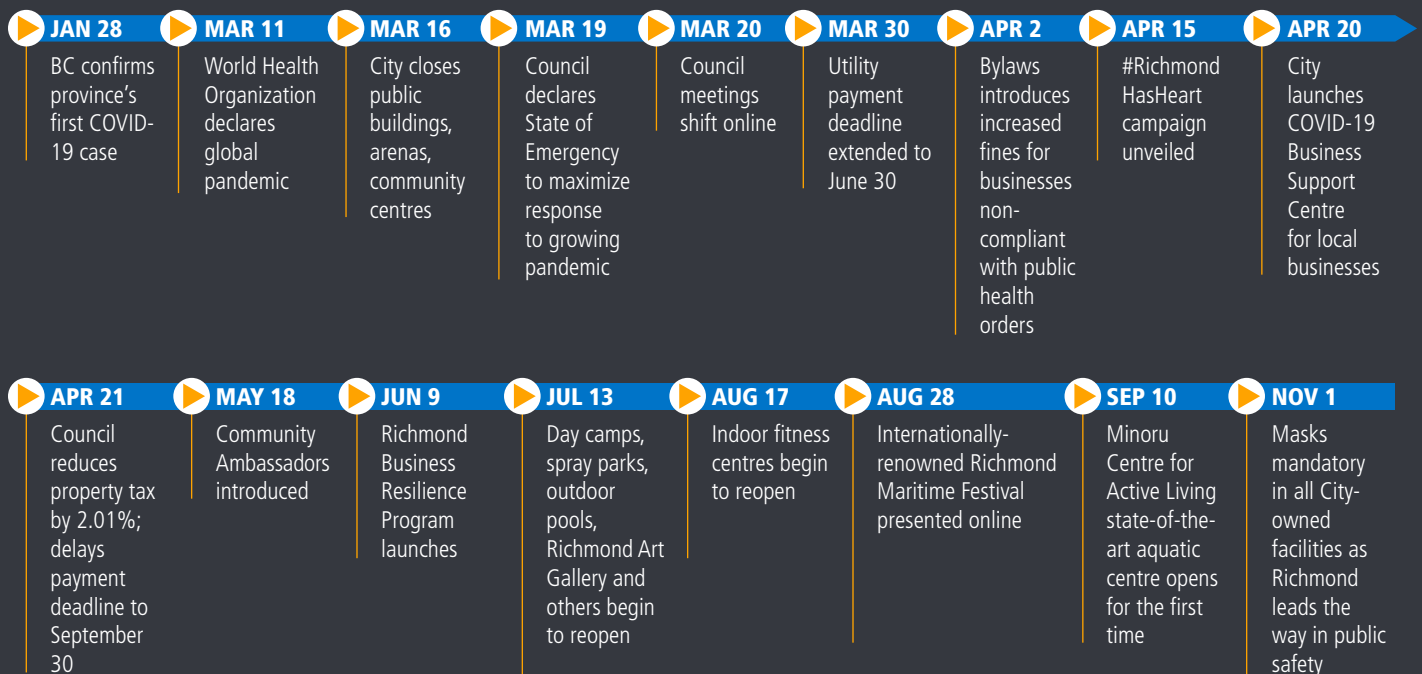 JAN 28
BC confirms
province's
first COVID-
19 case
MAR 11
World Health
Organization
declares
global
pandemic
MAR 16
City closes
public
buildings,
arenas,
community
centres
MAR 19
Council
declares
State of
Emergency
to maximize
response
to growing
pandemic
MAR 20
Council
meetings
shift online
MAR 30
Utility
payment
deadline
extended to
June 30
APR 2
Bylaws
introduces
increased
fines for
businesses
non-
compliant
with public
health
orders
APR 15
#Richmond
HasHeart
campaign
unveiled
APR 20
City
launches
COVID-19
Business
Support
Centre
for local
businesses
APR 21
Council
reduces
property tax
by 2.01%;
delays
payment
deadline to
September
30
MAY 18
Community
Ambassadors
introduced
JUN 9
Richmond
Business
Resilience
Program
launches
JUL 13
Day camps,
spray parks,
outdoor
pools,
Richmond Art
Gallery and
others begin
to reopen
AUG 17
Indoor fitness
centres begin
to reopen
AUG 28
Internationally-
renowned Richmond
Maritime Festival
presented online
SEP 10
Minoru
Centre for
Active Living
state-of-the-
art aquatic
centre opens
for the first
time
NOV 1
Masks
mandatory
in all City-
owned
facilities as
Richmond
leads the
way in public
safety